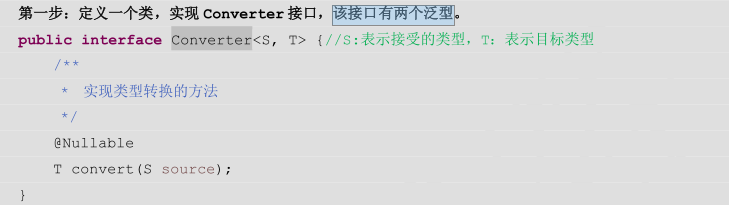 第一步：定义一个类，实现 Converter 接口，该接口有两个泛型。
public interface Converter<S, T> {//S:表示接受的类型，T：表示目标类型
/**
* 实现类型转换的方法
*/
@Nullable
T convert(S source);
}